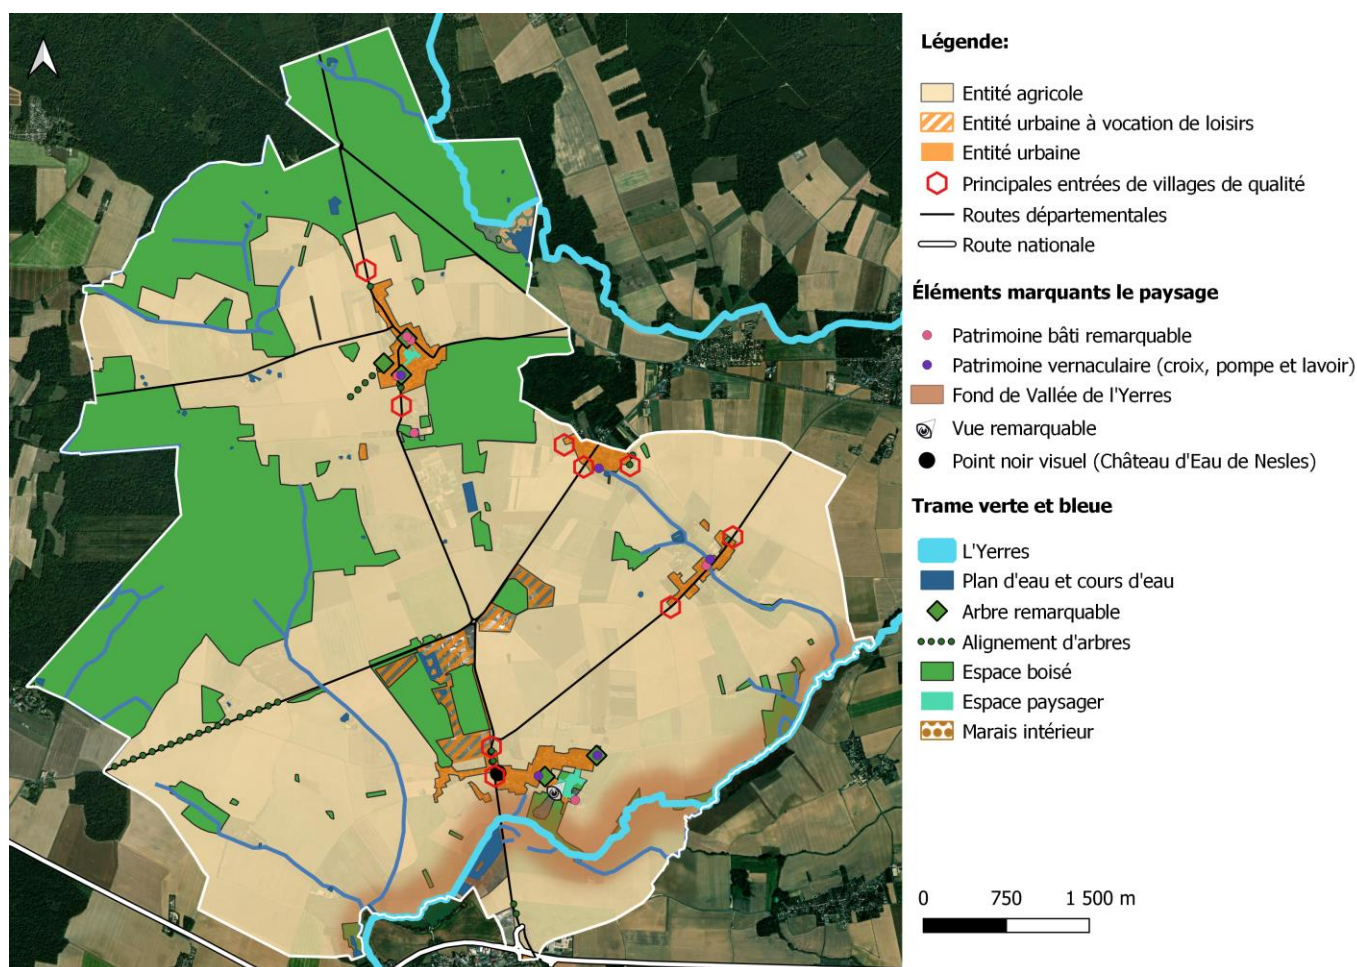 Légende:
Entité agricole
Entité urbaine à vocation de loisirs
Entité urbaine
Principales entrées de villages de qualité
Routes départementales
Route nationale
Éléments marquants le paysage
Patrimoine bâti remarquable
Patrimoine vernaculaire (croix, pompe et lavoir)
Fond de Vallée de l'Yerres
Vue remarquable
Point noir visuel (Château d'Eau de Nesles)
Trame verte et bleue
L'Yerres
Plan d'eau et cours d'eau
Arbre remarquable
Alignement d'arbres
Espace boisé
Espace paysager
Marais intérieur
0 750 1 500 m